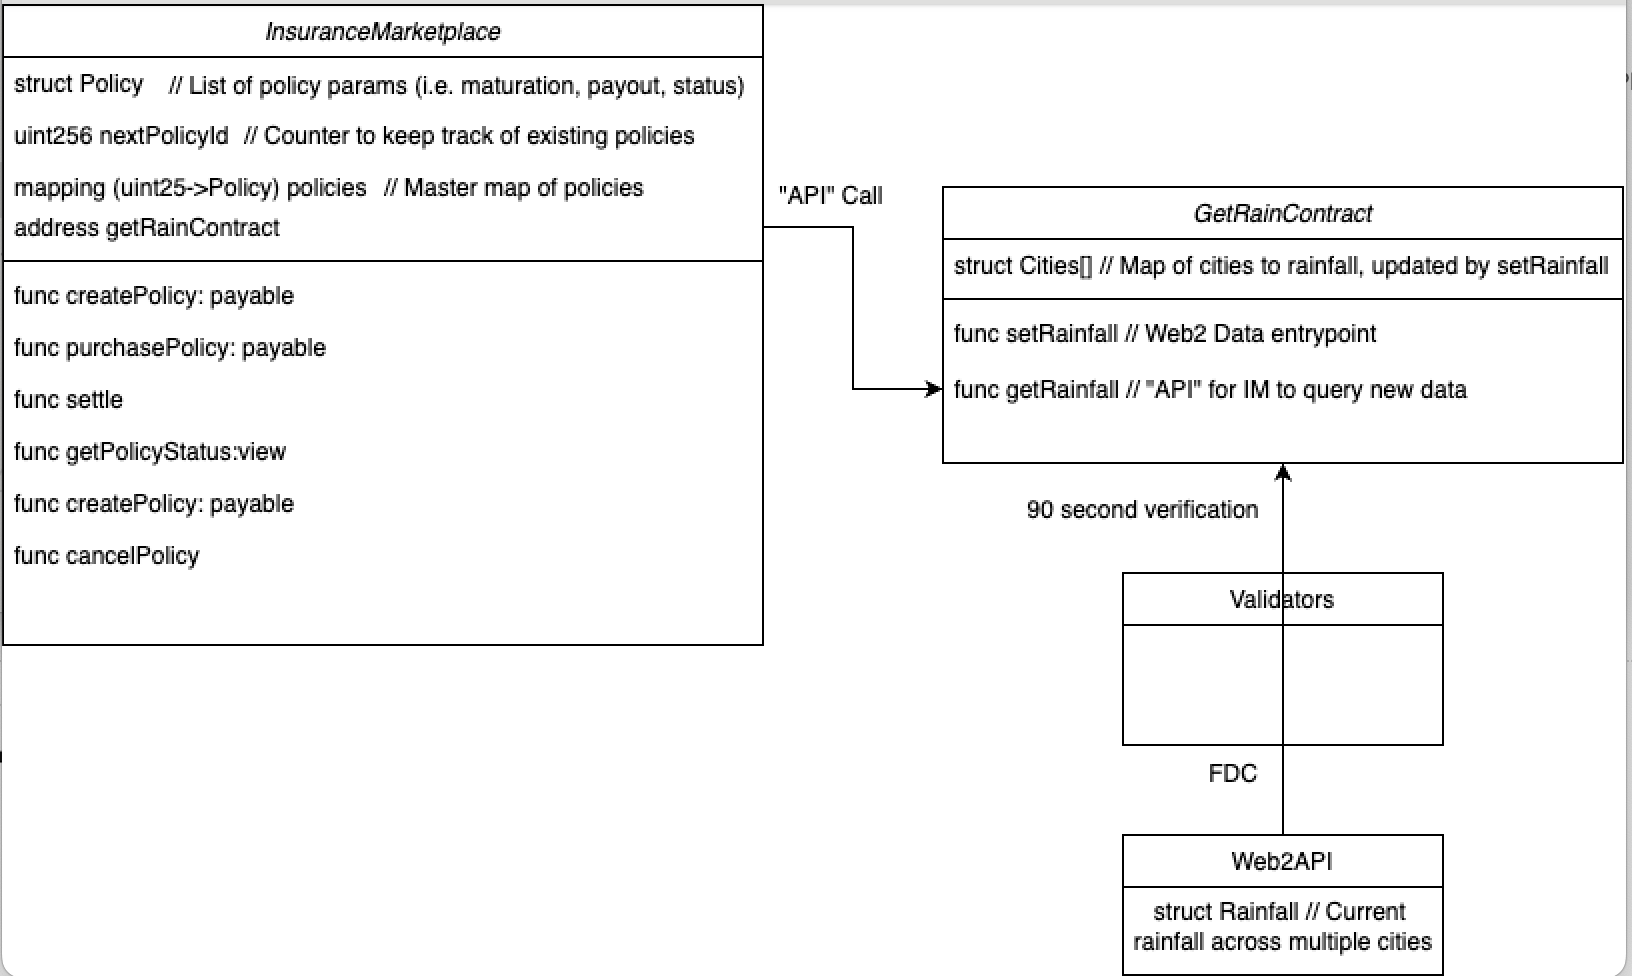 InsuranceMarketplace
struct Policy // List of policy params (i.e. maturation, payout, status)
uint256 nextPolicyId // Counter to keep track of existing policies
mapping (uint25->Policy) policies // Master map of policies
address getRainContract
func createPolicy: payable
func purchasePolicy: payable
func settle
func getPolicyStatus:view
func createPolicy: payable
func cancelPolicy
"API" Call
GetRainContract
struct Cities[] // Map of cities to rainfall, updated by setRainfall
func setRainfall // Web2 Data entrypoint
func getRainfall // "API" for IM to query new data
90 second verification
Validators
FDC
Web2API
struct Rainfall // Current
rainfall across multiple cities